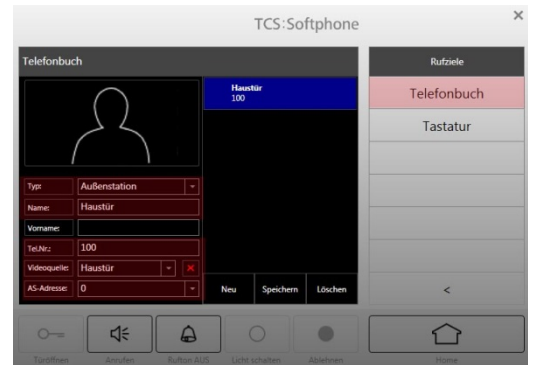 TCS:Softphone
×
Telefonbuch
Typ: Außenstation
Name: Haustür
Vorname:
Tel.Nr.: 100
Videoquelle: Haustür
AS-Adresse: 0
Haustür
100
Neu Speichern Löschen
Rufziele
Telefonbuch
Tastatur
<
Türöffnen Anrufen Rufton AUS Licht schalten Ablehnen Home